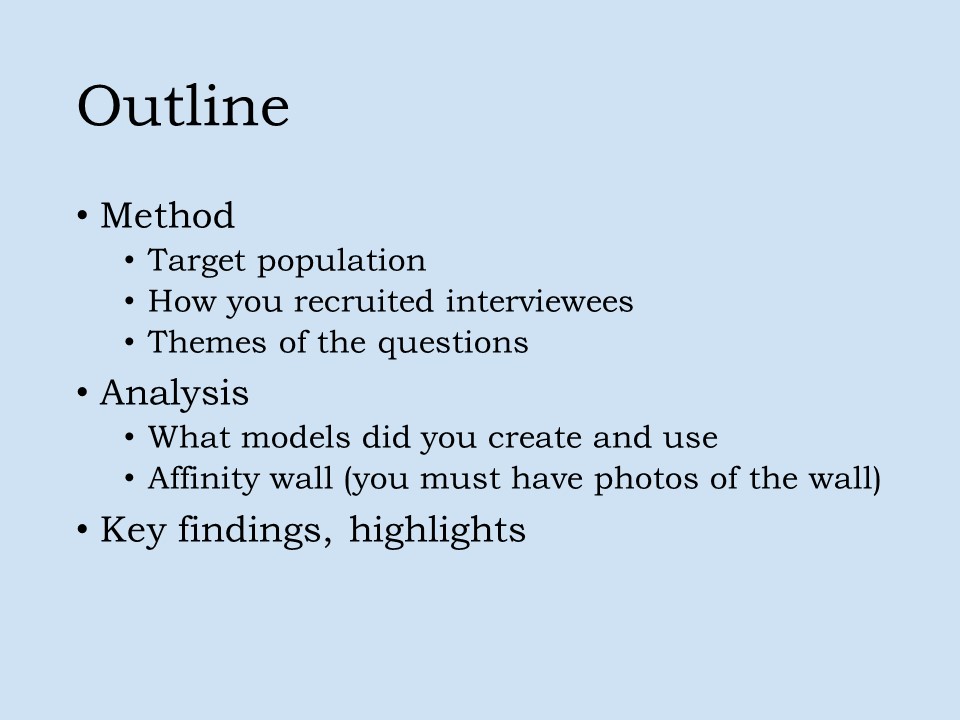 Outline
• Method
• Target population
• How you recruited interviewees
• Themes of the questions
• Analysis
• What models did you create and use
• Affinity wall (you must have photos of the wall)
• Key findings, highlights